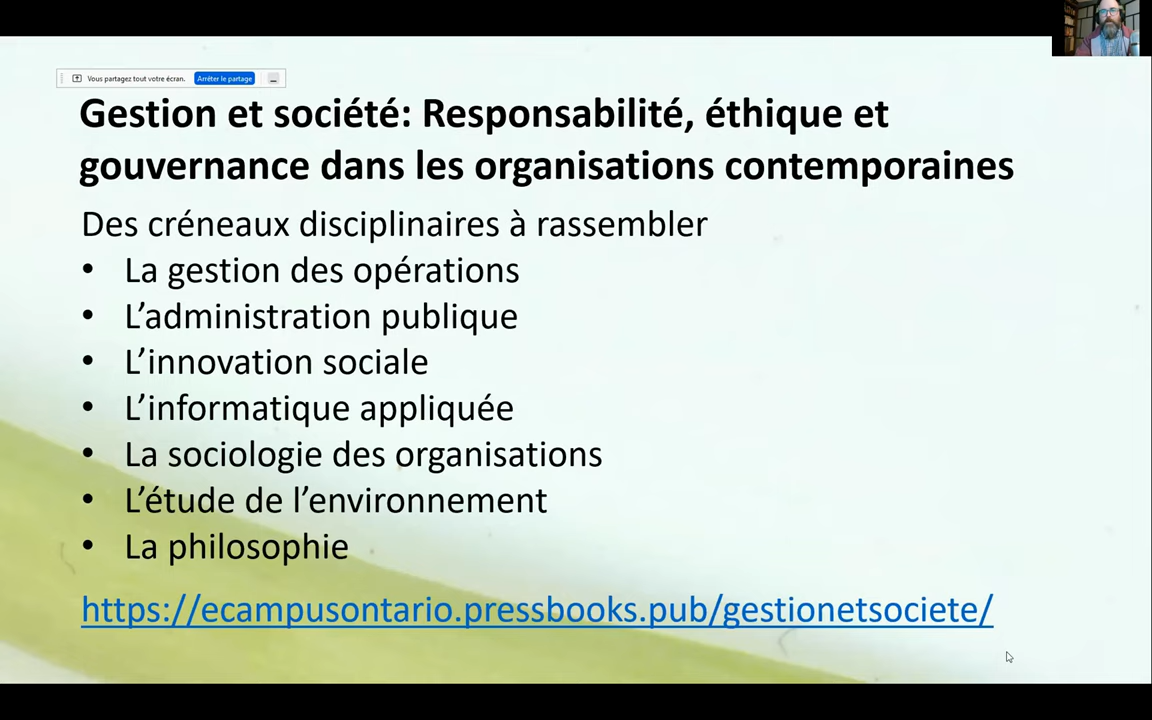 Vous partagez tout votre écran. Arrêter le partage
Gestion et société: Responsabilité, éthique et
gouvernance dans les organisations contemporaines
Des créneaux disciplinaires à rassembler
• La gestion des opérations
• L’administration publique
• L’innovation sociale
• L’informatique appliquée
• La sociologie des organisations
• L’étude de l’environnement
• La philosophie
https://ecampusontario.pressbooks.pub/gestionetsociete/